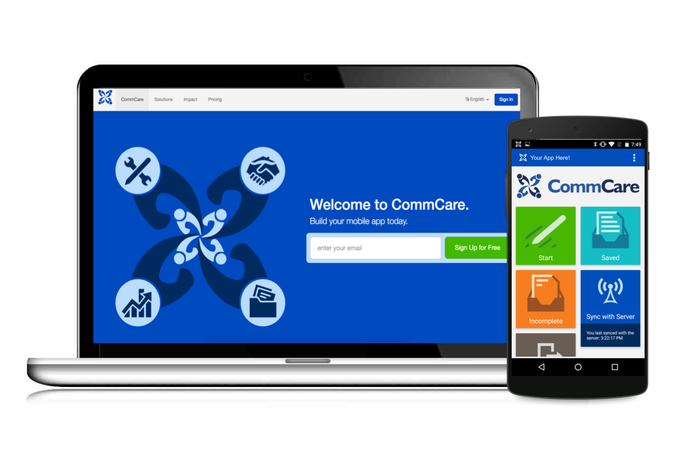 CommCare Solutions Impact Pricing
English
Sign In
Welcome to CommCare.
Build your mobile app today.
enter your email
Sign Up for Free
7:49
Your App Here!
CommCare
Start
Saved
Incomplete
Sync with Server
You last synced with the
server: 3:22:17 PM